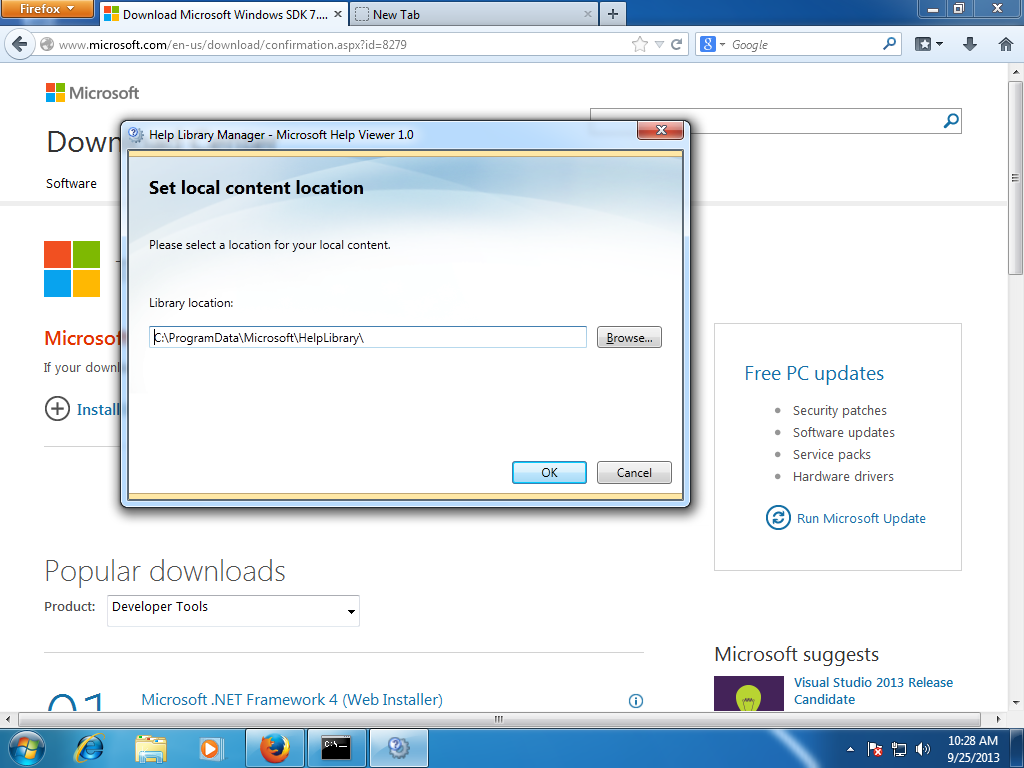 Firefox
Download Microsoft Windows SDK 7....
New Tab
www.microsoft.com/en-us/download/confirmation.aspx?id=8279
Google
Microsoft
Software
Help Library Manager - Microsoft Help Viewer 1.0
Set local content location
Please select a location for your local content.
Library location:
C:\ProgramData\Microsoft\HelpLibrary\
Browse...
OK
Cancel
If your downl
Install
Free PC updates
Security patches
Software updates
Service packs
Hardware drivers
Run Microsoft Update
Popular downloads
Product:
Developer Tools
01
Microsoft .NET Framework 4 (Web Installer)
Microsoft suggests
Visual Studio 2013 Release
Candidate
10:28 AM
9/25/2013